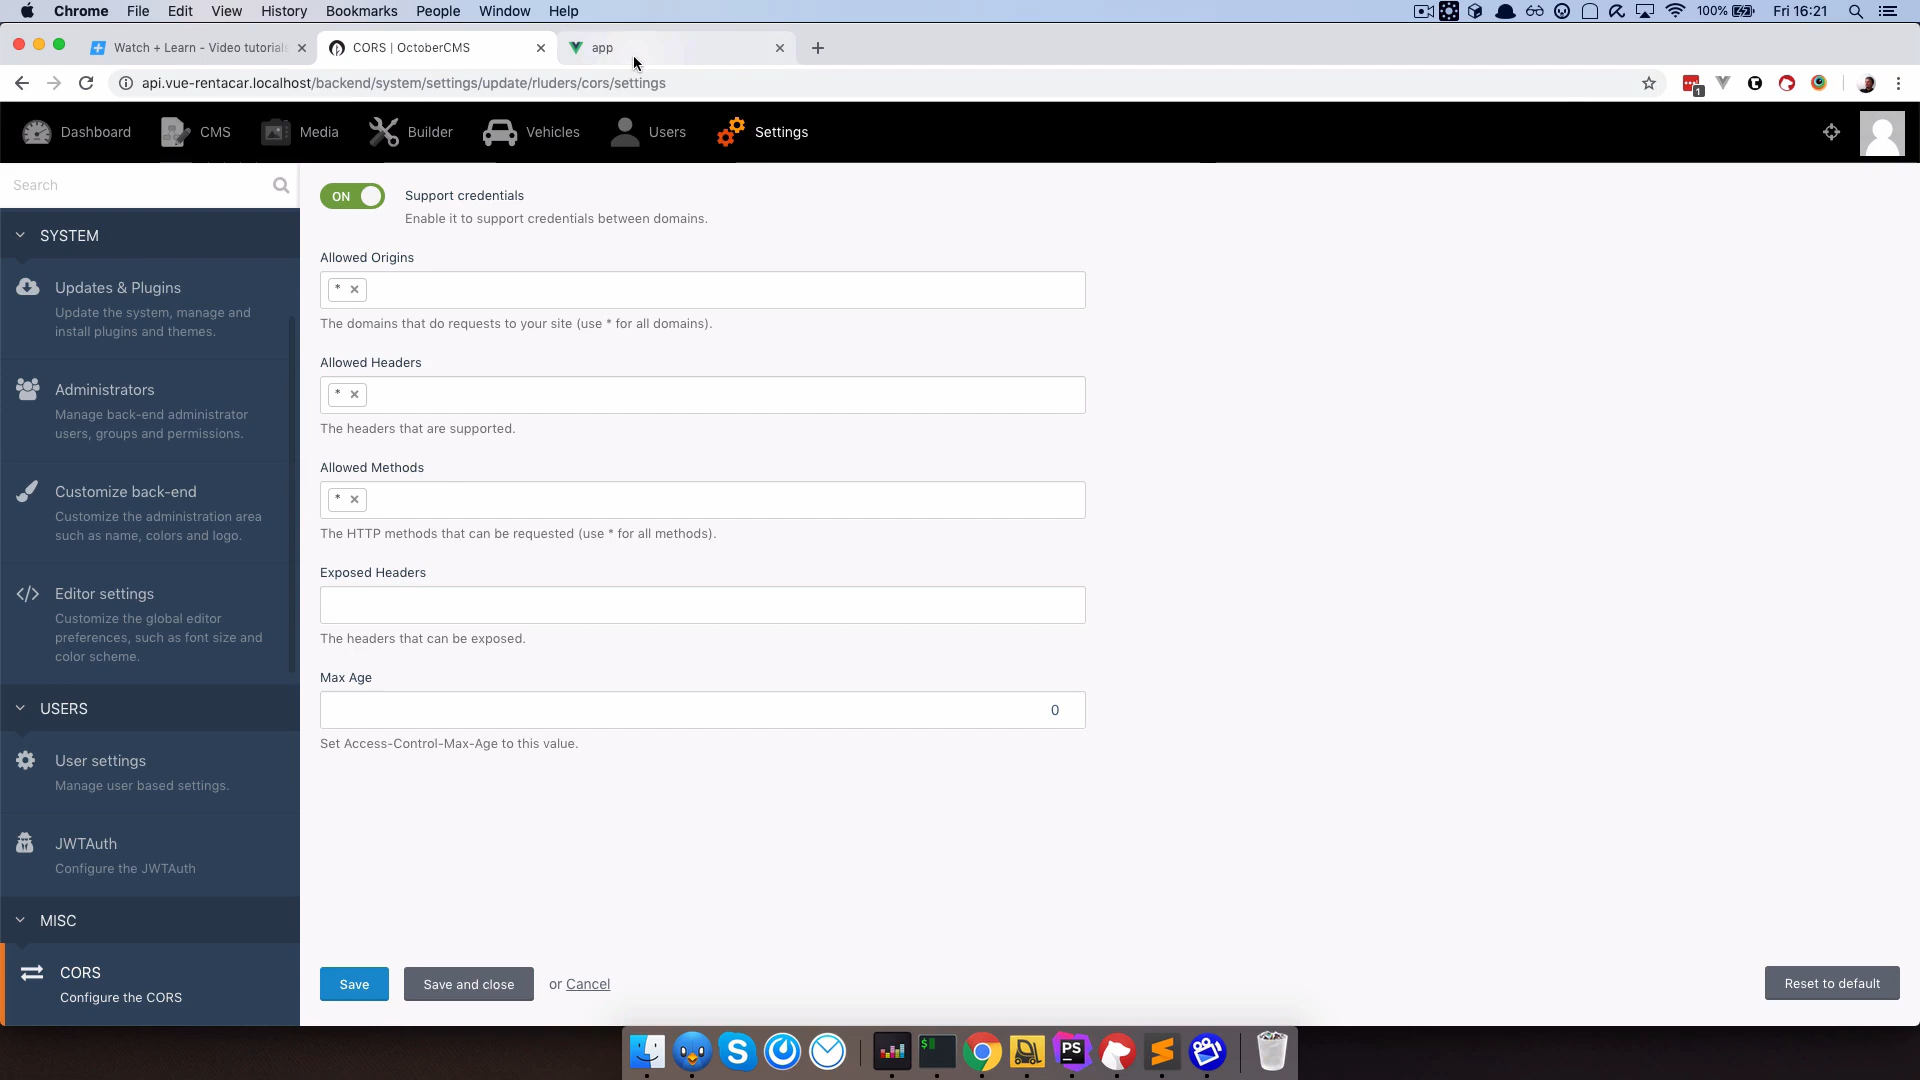 Chrome File Edit View History Bookmarks People Window Help 100% Fri 16:21
Watch + Learn - Video tutorials CORS | OctoberCMS app
api.vue-rentacar.localhost/backend/system/settings/update/rluders/cors/settings 1
Dashboard CMS Media Builder Vehicles Users Settings
Search
SYSTEM
Updates & Plugins
Update the system, manage and
install plugins and themes.
Administrators
Manage back-end administrator
users, groups and permissions.
Customize back-end
Customize the administration area
such as name, colors and logo.
Editor settings
Customize the global editor
preferences, such as font size and
color scheme.
USERS
User settings
Manage user based settings.
JWTAuth
Configure the JWTAuth
MISC
CORS
Configure the CORS
ON Support credentials
Enable it to support credentials between domains.
Allowed Origins
* ×
The domains that do requests to your site (use * for all domains).
Allowed Headers
* ×
The headers that are supported.
Allowed Methods
* ×
The HTTP methods that can be requested (use * for all methods).
Exposed Headers
The headers that can be exposed.
Max Age
0
Set Access-Control-Max-Age to this value.
Save Save and close or Cancel Reset to default
S $ PS